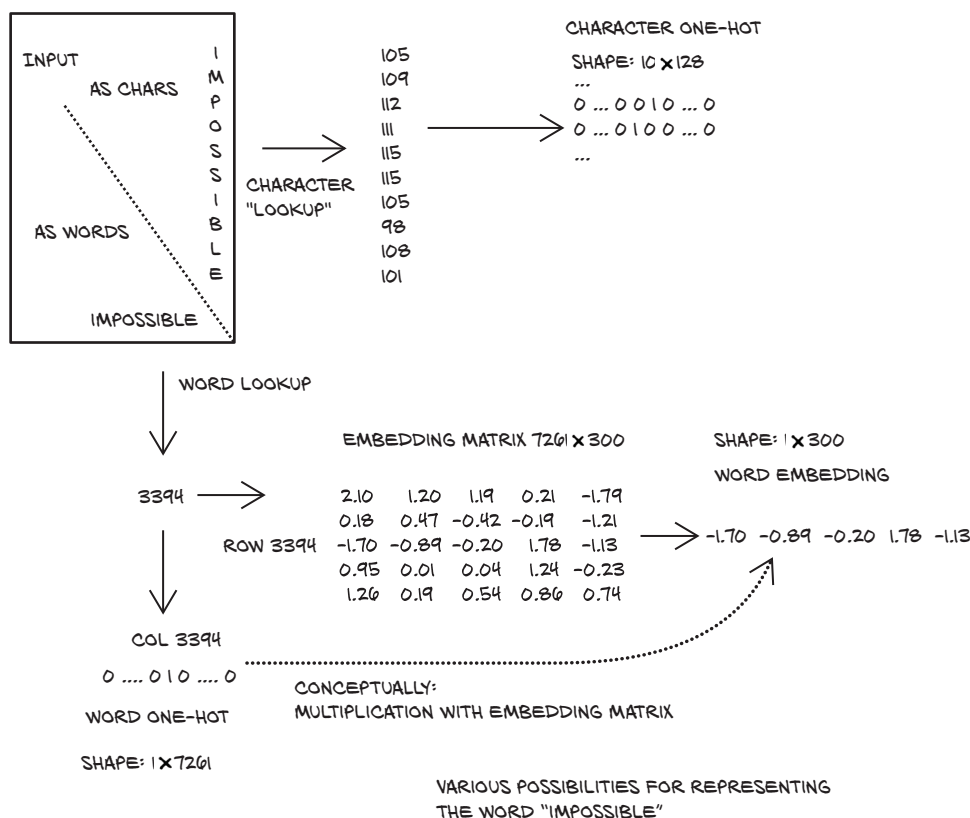 INPUT
AS CHARS
AS WORDS
IMPOSSIBLE
I
M
P
O
S
S
I
B
L
E
CHARACTER
"LOOKUP"
105
109
112
111
115
115
105
98
108
101
CHARACTER ONE-HOT
SHAPE: 10 × 128
...
0 ... 0 0 1 0 ... 0
0 ... 0 1 0 0 ... 0
...
WORD LOOKUP
3394
EMBEDDING MATRIX 7261 × 300
2.10 1.20 1.19 0.21 -1.79
0.18 0.47 -0.42 -0.19 -1.21
ROW 3394 -1.70 -0.89 -0.20 1.78 -1.13
0.95 0.01 0.04 1.24 -0.23
1.26 0.19 0.54 0.86 0.74
SHAPE: 1 × 300
WORD EMBEDDING
-1.70 -0.89 -0.20 1.78 -1.13
COL 3394
0 .... 0 1 0 .... 0
WORD ONE-HOT
SHAPE: 1 × 7261
CONCEPTUALLY:
MULTIPLICATION WITH EMBEDDING MATRIX
VARIOUS POSSIBILITIES FOR REPRESENTING
THE WORD "IMPOSSIBLE"